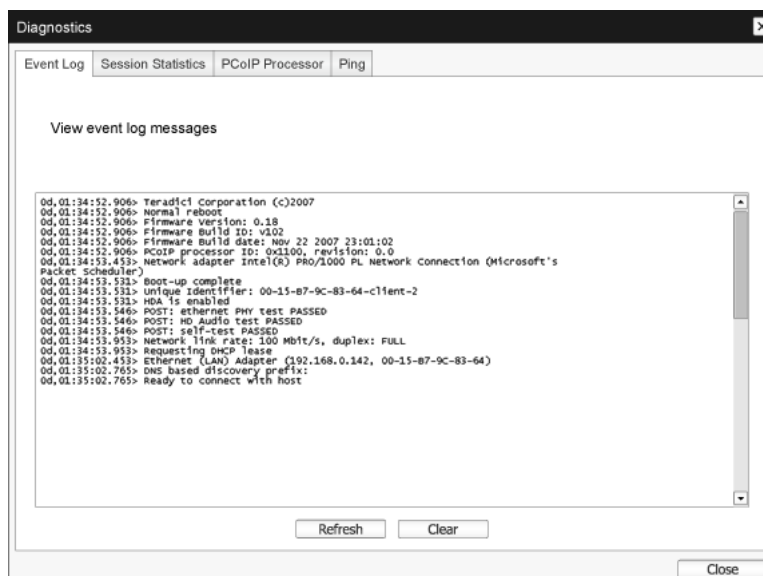 Diagnostics
Event Log Session Statistics PCoIP Processor Ping
View event log messages
0d,01:34:52.906> Teradici Corporation (c)2007
0d,01:34:52.906> Normal reboot
0d,01:34:52.906> Firmware Version: 0.18
0d,01:34:52.906> Firmware Build ID: v102
0d,01:34:52.906> Firmware Build date: Nov 22 2007 23:01:02
0d,01:34:52.906> PCoIP processor ID: 0x1100, revision: 0.0
0d,01:34:53.453> Network adapter Intel(R) PRO/1000 PL Network Connection (Microsoft's
Packet Scheduler)
0d,01:34:53.531> Boot-up complete
0d,01:34:53.531> Unique Identifier: 00-15-B7-9C-83-64-client-2
0d,01:34:53.531> HDA is enabled
0d,01:34:53.546> POST: ethernet PHY test PASSED
0d,01:34:53.546> POST: HD Audio test PASSED
0d,01:34:53.546> POST: self-test PASSED
0d,01:34:53.953> Network link rate: 100 Mbit/s, duplex: FULL
0d,01:34:53.953> Requesting DHCP lease
0d,01:35:02.453> Ethernet (LAN) Adapter (192.168.0.142, 00-15-B7-9C-83-64)
0d,01:35:02.765> DNS based discovery prefix:
0d,01:35:02.765> Ready to connect with host
Refresh Clear
Close